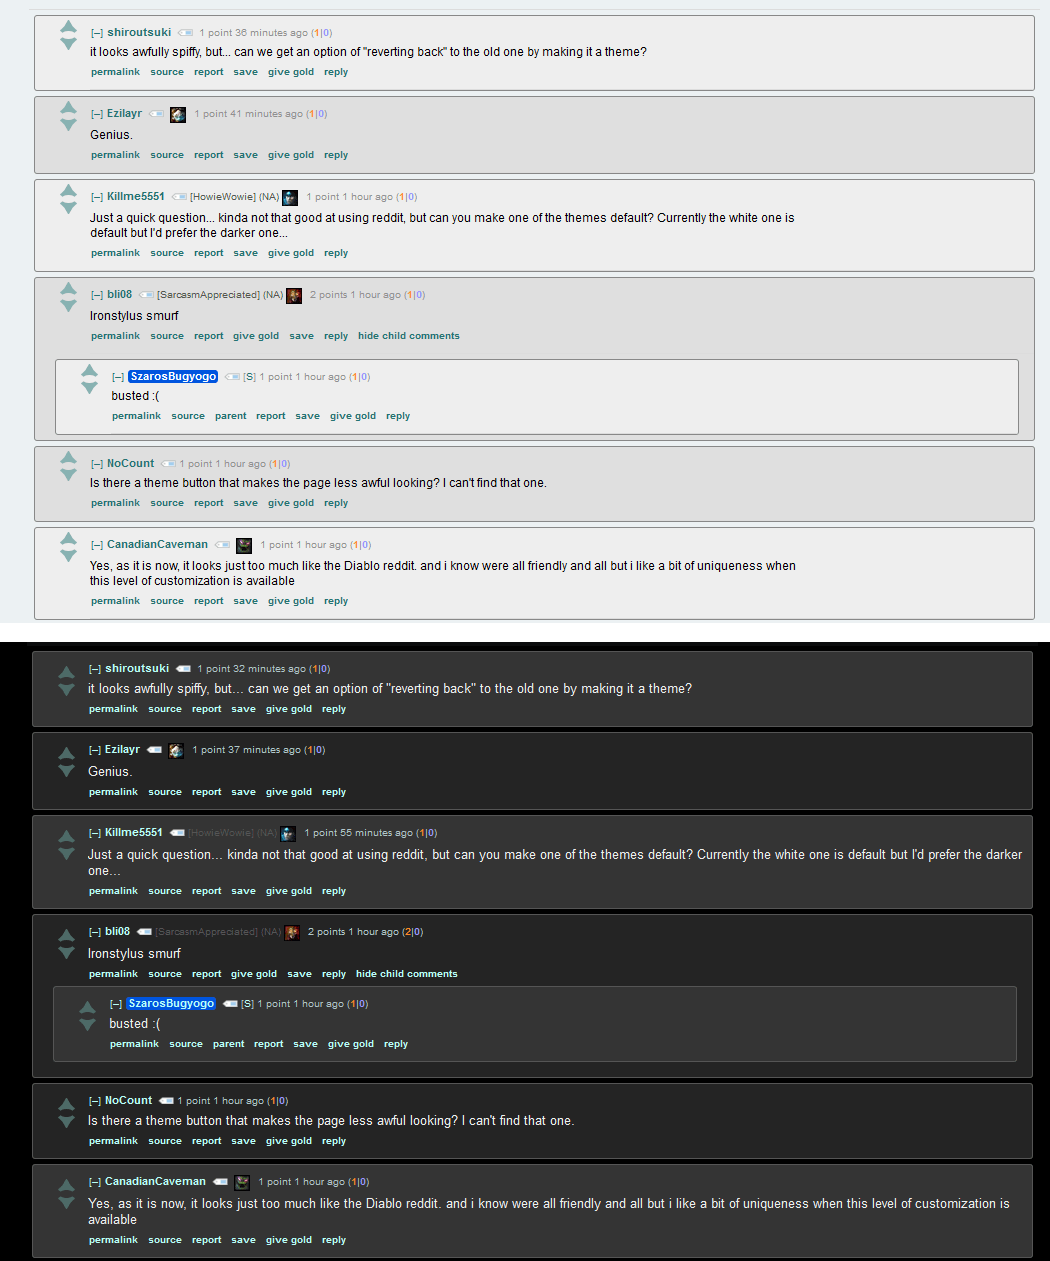 [–] shiroutsuki 1 point 36 minutes ago (1|0)
it looks awfully spiffy, but... can we get an option of "reverting back" to the old one by making it a theme?
permalink source report save give gold reply
[–] Ezilayr 1 point 41 minutes ago (1|0)
Genius.
permalink source report save give gold reply
[–] Killme5551 [HowieWowie] (NA) 1 point 1 hour ago (1|0)
Just a quick question... kinda not that good at using reddit, but can you make one of the themes default? Currently the white one is
default but I'd prefer the darker one...
permalink source report save give gold reply
[–] bli08 [SarcasmAppreciated] (NA) 2 points 1 hour ago (1|0)
Ironstylus smurf
permalink source report give gold save reply hide child comments
[–] SzarosBugyogo [S] 1 point 1 hour ago (1|0)
busted :(
permalink source parent report save give gold reply
[–] NoCount 1 point 1 hour ago (1|0)
Is there a theme button that makes the page less awful looking? I can't find that one.
permalink source report save give gold reply
[–] CanadianCaveman 1 point 1 hour ago (1|0)
Yes, as it is now, it looks just too much like the Diablo reddit. and i know were all friendly and all but i like a bit of uniqueness when
this level of customization is available
permalink source report save give gold reply
[–] shiroutsuki 1 point 32 minutes ago (1|0)
it looks awfully spiffy, but... can we get an option of "reverting back" to the old one by making it a theme?
permalink source report save give gold reply
[–] Ezilayr 1 point 37 minutes ago (1|0)
Genius.
permalink source report save give gold reply
[–] Killme5551 [HowieWowie] (NA) 1 point 55 minutes ago (1|0)
Just a quick question... kinda not that good at using reddit, but can you make one of the themes default? Currently the white one is default but I'd prefer the darker
one...
permalink source report save give gold reply
[–] bli08 [SarcasmAppreciated] (NA) 2 points 1 hour ago (2|0)
Ironstylus smurf
permalink source report give gold save reply hide child comments
[–] SzarosBugyogo [S] 1 point 1 hour ago (1|0)
busted :(
permalink source parent report save give gold reply
[–] NoCount 1 point 1 hour ago (1|0)
Is there a theme button that makes the page less awful looking? I can't find that one.
permalink source report save give gold reply
[–] CanadianCaveman 1 point 1 hour ago (1|0)
Yes, as it is now, it looks just too much like the Diablo reddit. and i know were all friendly and all but i like a bit of uniqueness when this level of customization is
available
permalink source report save give gold reply